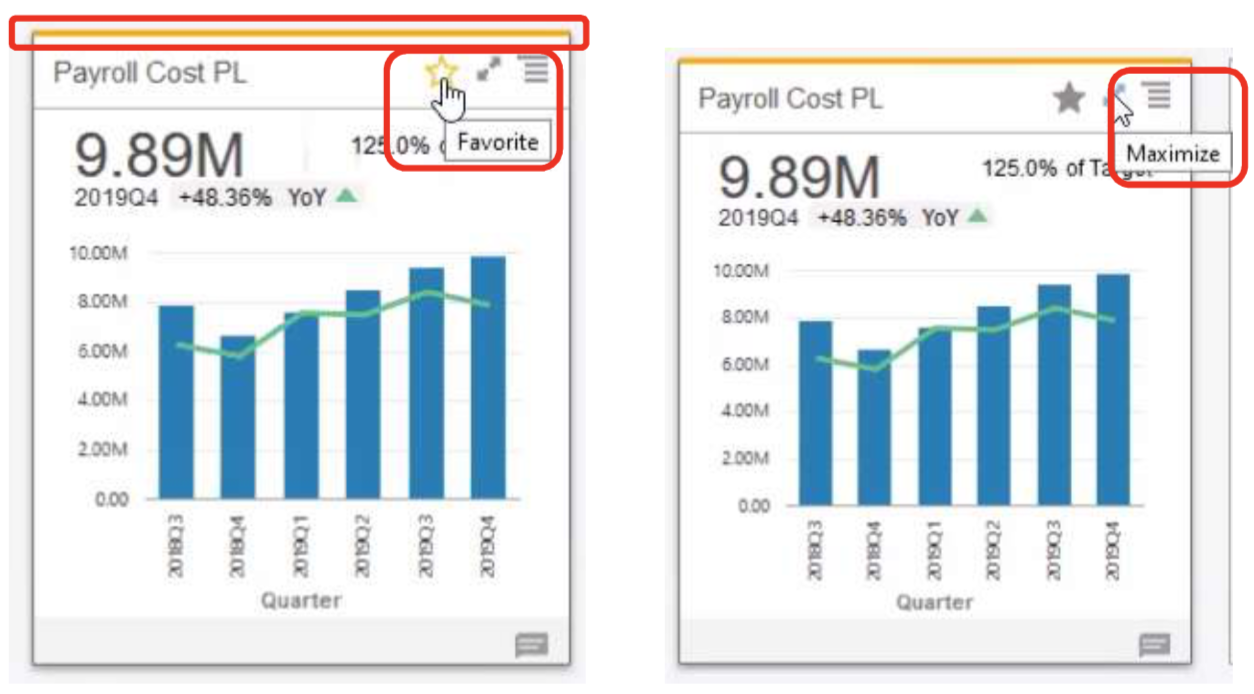 Payroll Cost PL
9.89M
125.0%
Favorite
2019Q4 +48.36% YoY
10.00M
8.00M
6.00M
4.00M
2.00M
0.00
2018Q3
2018Q4
2019Q1
2019Q2
2019Q3
2019Q4
Quarter
Payroll Cost PL
Maximize
9.89M
125.0% of
2019Q4 +48.36% YoY
10.00M
8.00M
6.00M
4.00M
2.00M
0.00
2018Q3
2018Q4
2019Q1
2019Q2
2019Q3
2019Q4
Quarter